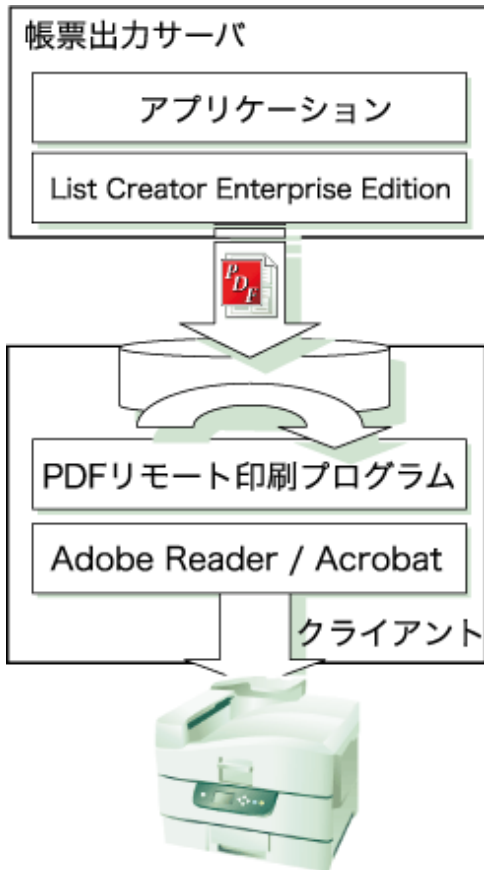 帳票出力サーバ
アプリケーション
List Creator Enterprise Edition
PDF
PDFリモート印刷プログラム
Adobe Reader / Acrobat
クライアント